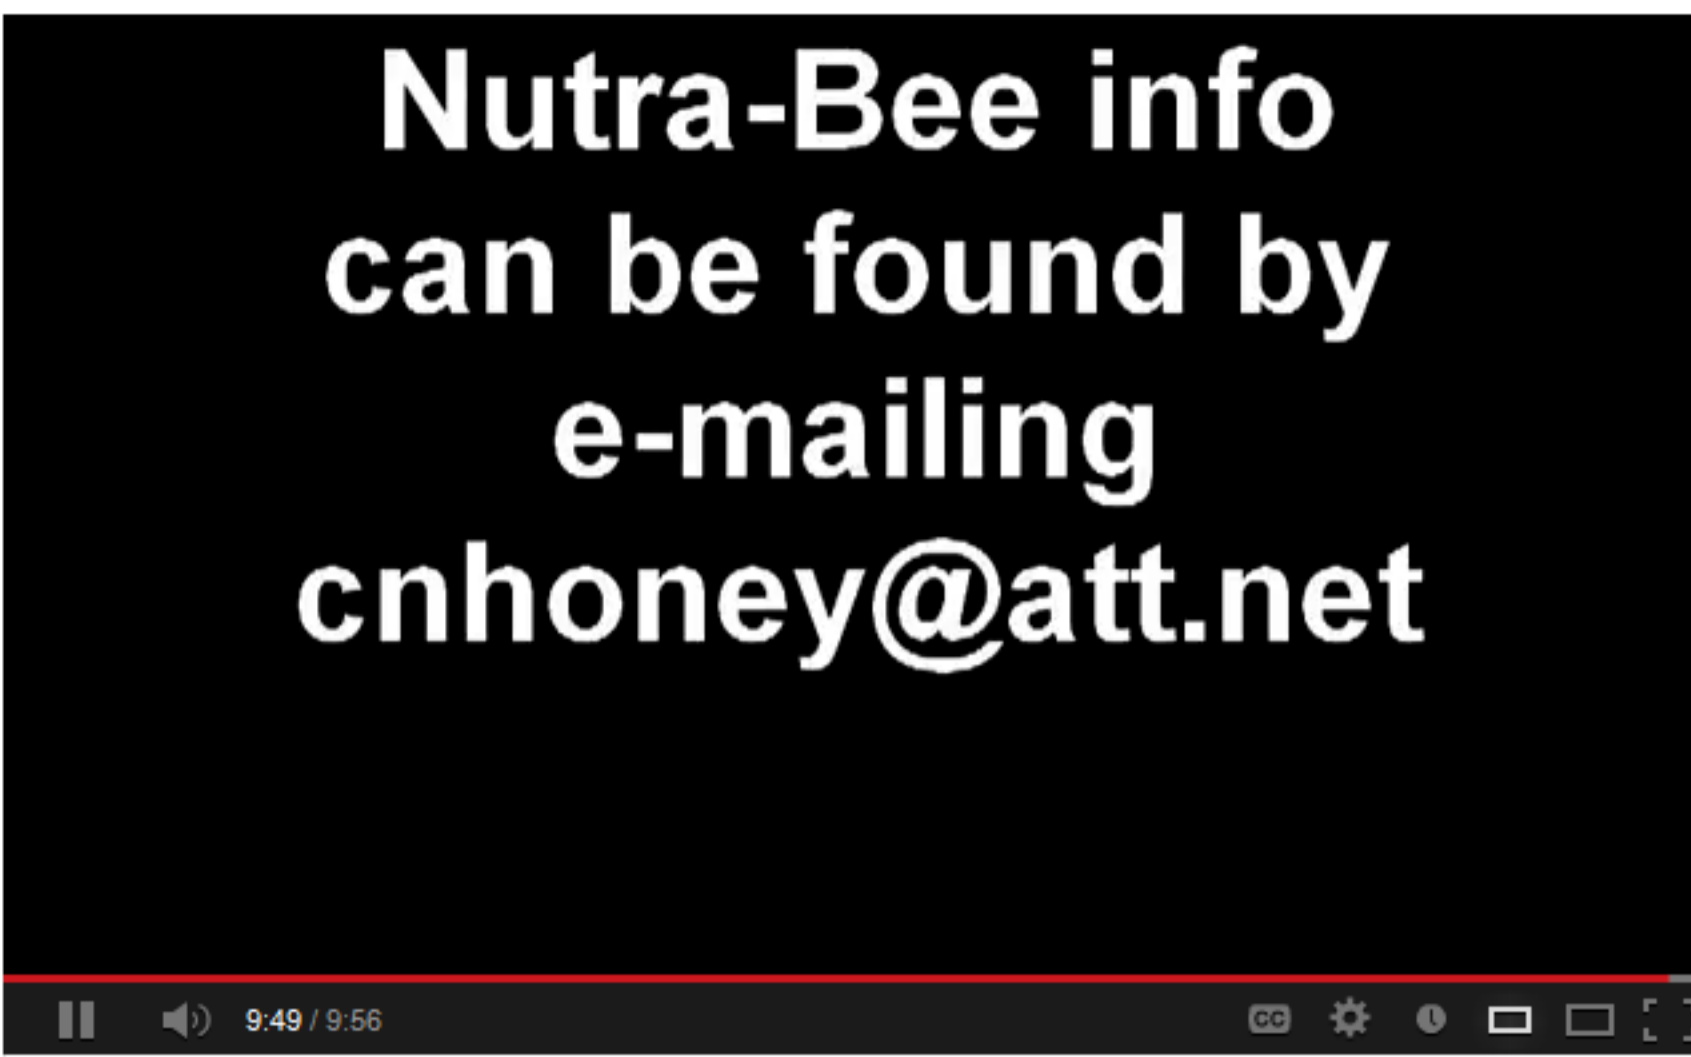 Nutra-Bee info
can be found by
e-mailing
cnhoney@att.net
9:49 / 9:56
CC